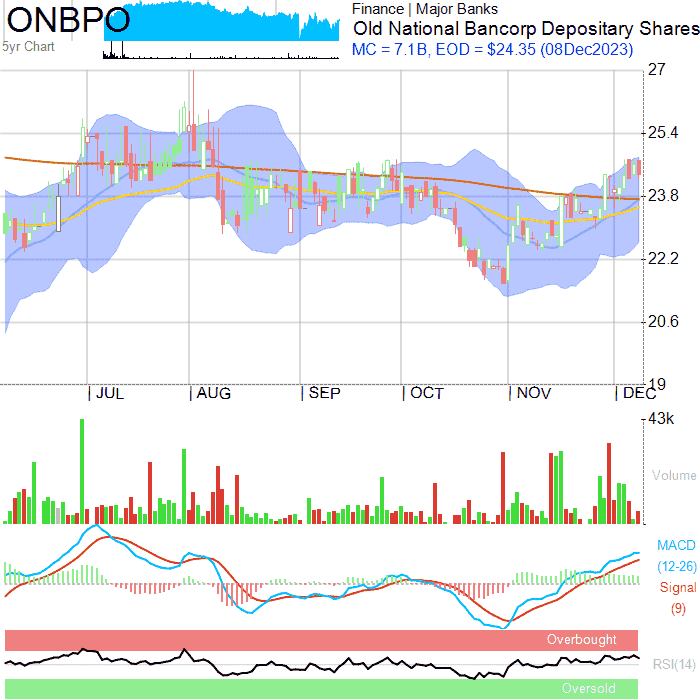 ONBPO
5yr Chart
Finance | Major Banks
Old National Bancorp Depositary Shares
MC = 7.1B, EOD = $24.35 (08Dec2023)
27
25.4
23.8
22.2
20.6
19
JUL AUG SEP OCT NOV DEC
43k
Volume
MACD
(12-26)
Signal
(9)
Overbought
RSI(14)
Oversold